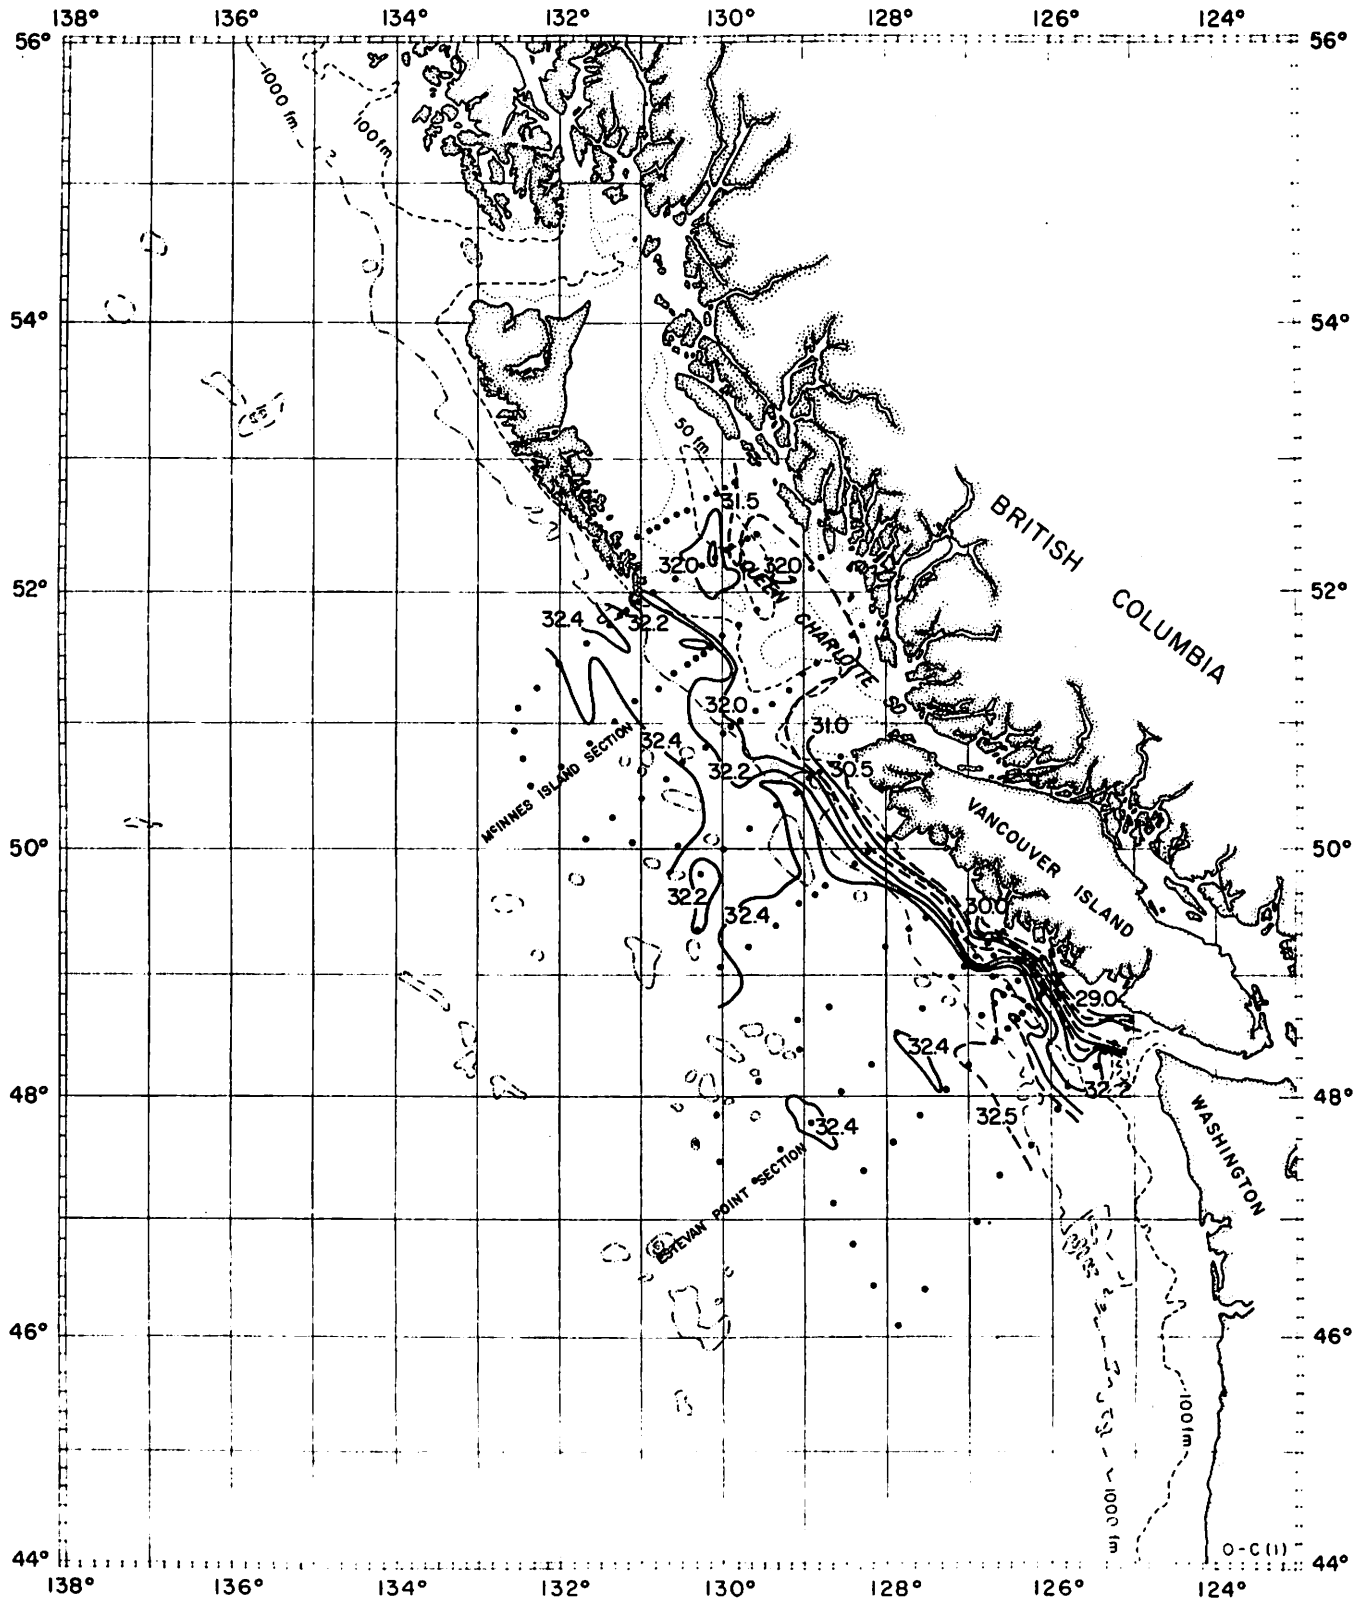 138° 136° 134° 132° 130° 128° 126° 124°
56° 56°
1000 fm.
100 fm
54° 54°
50 fm.
31.5
BRITISH COLUMBIA
32.0 QUEEN 32.0
52° 52°
32.4 32.2
CHARLOTTE
SD
32.0
31.0
32.4
32.2 30.5
McINNES ISLAND SECTION
VANCOUVER ISLAND
50° 50°
32.2
32.4
30.0
29.0
32.4
48° 48°
32.2
32.5
32.4
WASHINGTON
ESTEVAN POINT SECTION
46° 46°
100 fm
1000 fm
O-C(1)
44° 44°
138° 136° 134° 132° 130° 128° 126° 124°